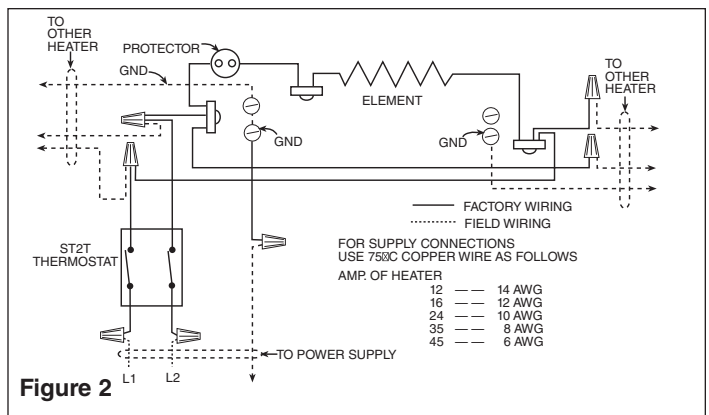 TO
OTHER
HEATER
PROTECTOR
GND
TO
OTHER
HEATER
ELEMENT
GND
GND
FACTORY WIRING
FIELD WIRING
ST2T
THERMOSTAT
FOR SUPPLY CONNECTIONS
USE 75☒C COPPER WIRE AS FOLLOWS
AMP. OF HEATER
12 — — 14 AWG
16 — — 12 AWG
24 — — 10 AWG
35 — — 8 AWG
45 — — 6 AWG
TO POWER SUPPLY
L1 L2
Figure 2